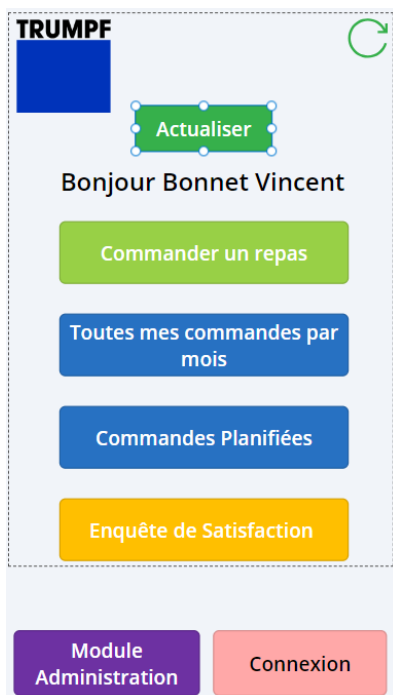 TRUMPF
Actualiser
Bonjour Bonnet Vincent
Commander un repas
Toutes mes commandes par
mois
Commandes Planifiées
Enquête de Satisfaction
Module
Administration
Connexion